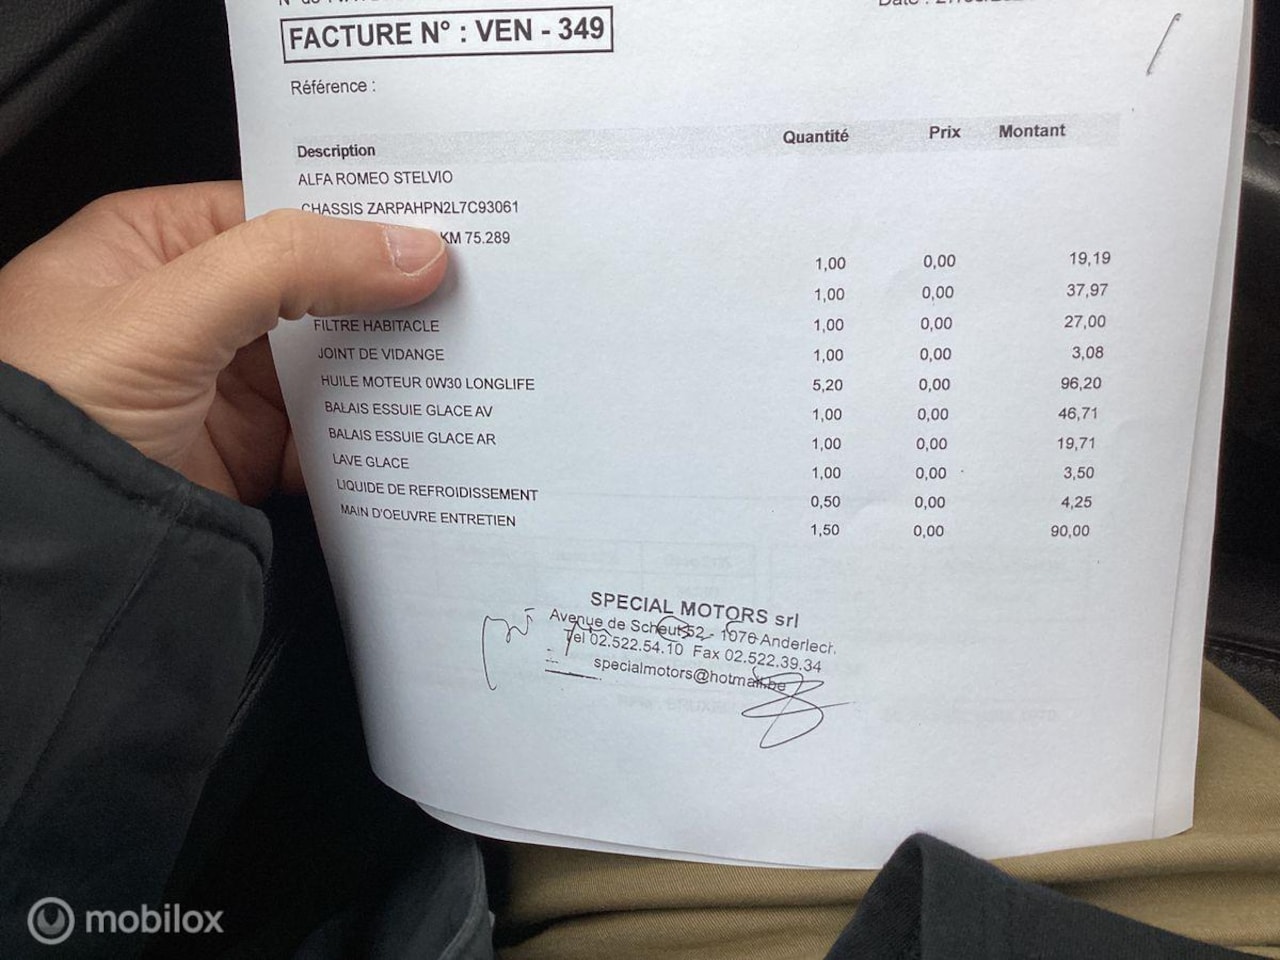 FACTURE N° : VEN - 349
Référence :
Description Quantité Prix Montant
ALFA ROMEO STELVIO
CHASSIS ZARPAHPN2L7C93061
KM 75.289
1,00 0,00 19,19
1,00 0,00 37,97
FILTRE HABITACLE 1,00 0,00 27,00
JOINT DE VIDANGE 1,00 0,00 3,08
HUILE MOTEUR 0W30 LONGLIFE 5,20 0,00 96,20
BALAIS ESSUIE GLACE AV 1,00 0,00 46,71
BALAIS ESSUIE GLACE AR 1,00 0,00 19,71
LAVE GLACE 1,00 0,00 3,50
LIQUIDE DE REFROIDISSEMENT 0,50 0,00 4,25
MAIN D'OEUVRE ENTRETIEN 1,50 0,00 90,00
SPECIAL MOTORS srl
Avenue de Scheut 52 - 1070 Anderlech.
Tel 02.522.54.10 Fax 02.522.39.34
specialmotors@hotmail.be
mobilox